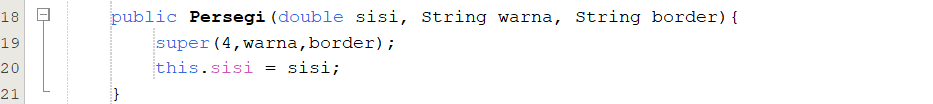 18 public Persegi(double sisi, String warna, String border){
19 super(4,warna,border);
20 this.sisi = sisi;
21 }